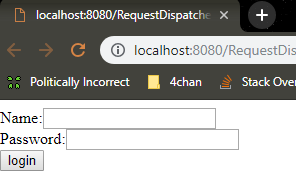 localhost:8080/RequestDispatche
localhost:8080/RequestDis
Politically Incorrect 4chan Stack Over
Name:
Password:
login